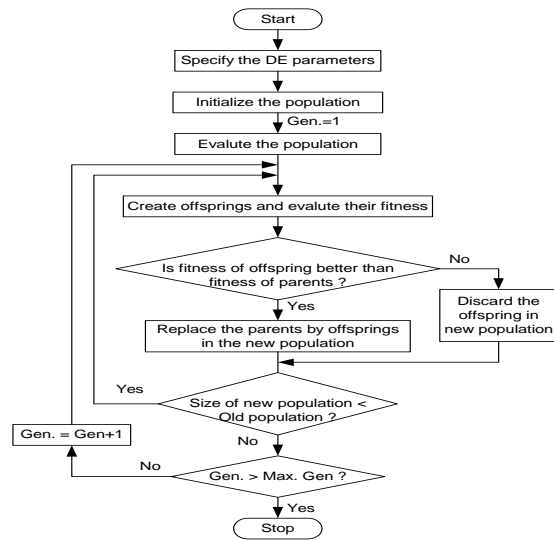 Start
Specify the DE parameters
Initialize the population
Gen.=1
Evalute the population
Create offsprings and evaluate their fitness
Is fitness of offspring better than
fitness of parents ?
No
Yes
Discard the
offspring in
new population
Replace the parents by offsprings
in the new population
Yes
Size of new population <
Old population ?
Gen. = Gen+1
No
No
Gen. > Max. Gen ?
Yes
Stop